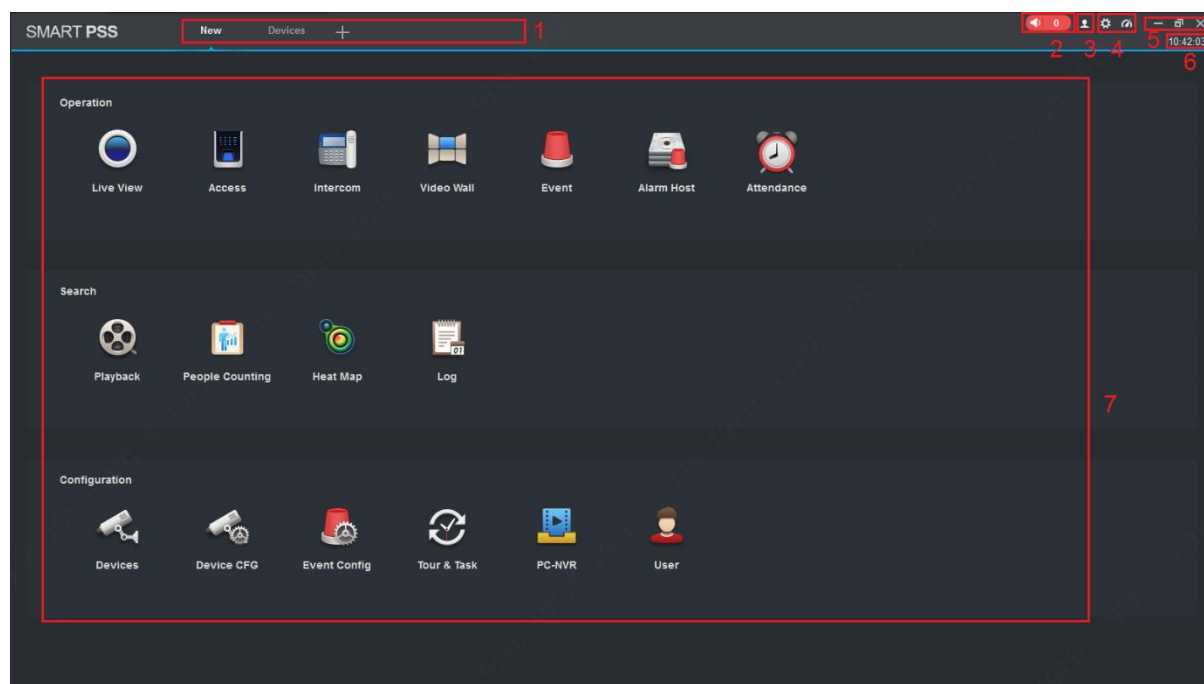 SMART PSS New Devices + 1 0
2 3 4 5 10:42:03
6
Operation
Live View Access Intercom Video Wall Event Alarm Host Attendance
Search
01
Playback People Counting Heat Map Log
7
Configuration
Devices Device CFG Event Config Tour & Task PC-NVR User